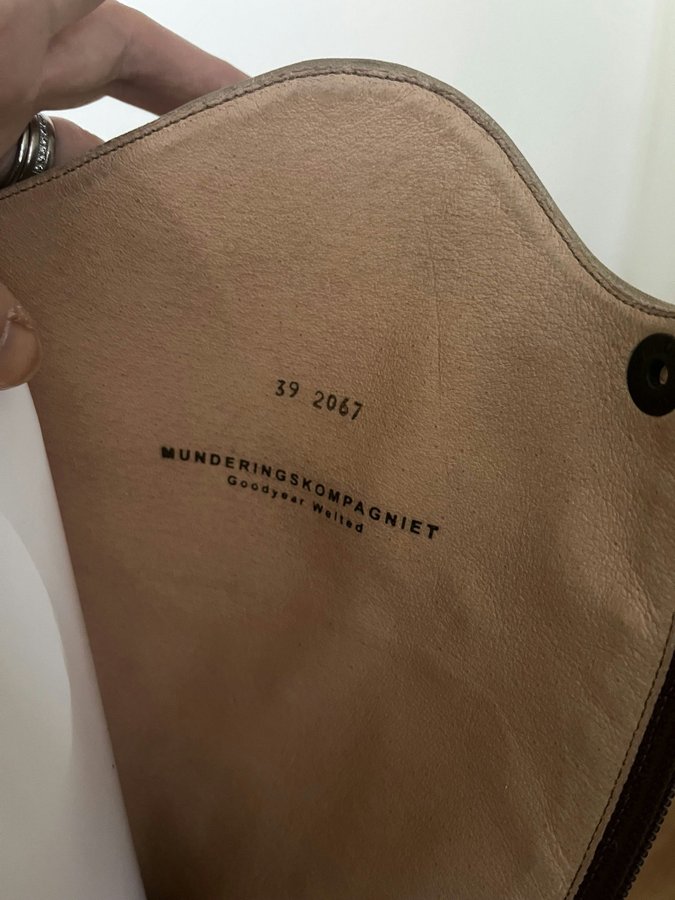 39 2067
MUNDERINGSKOMPAGNIET
Goodyear Welted